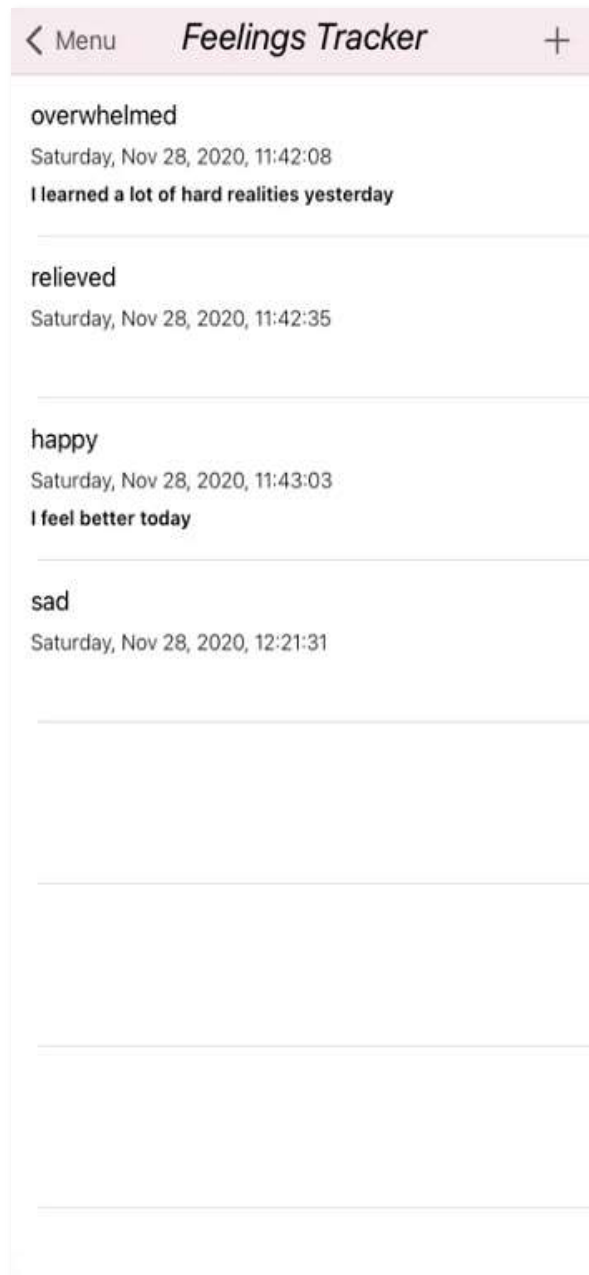 Menu Feelings Tracker +
overwhelmed
Saturday, Nov 28, 2020, 11:42:08
I learned a lot of hard realities yesterday
relieved
Saturday, Nov 28, 2020, 11:42:35
happy
Saturday, Nov 28, 2020, 11:43:03
I feel better today
sad
Saturday, Nov 28, 2020, 12:21:31